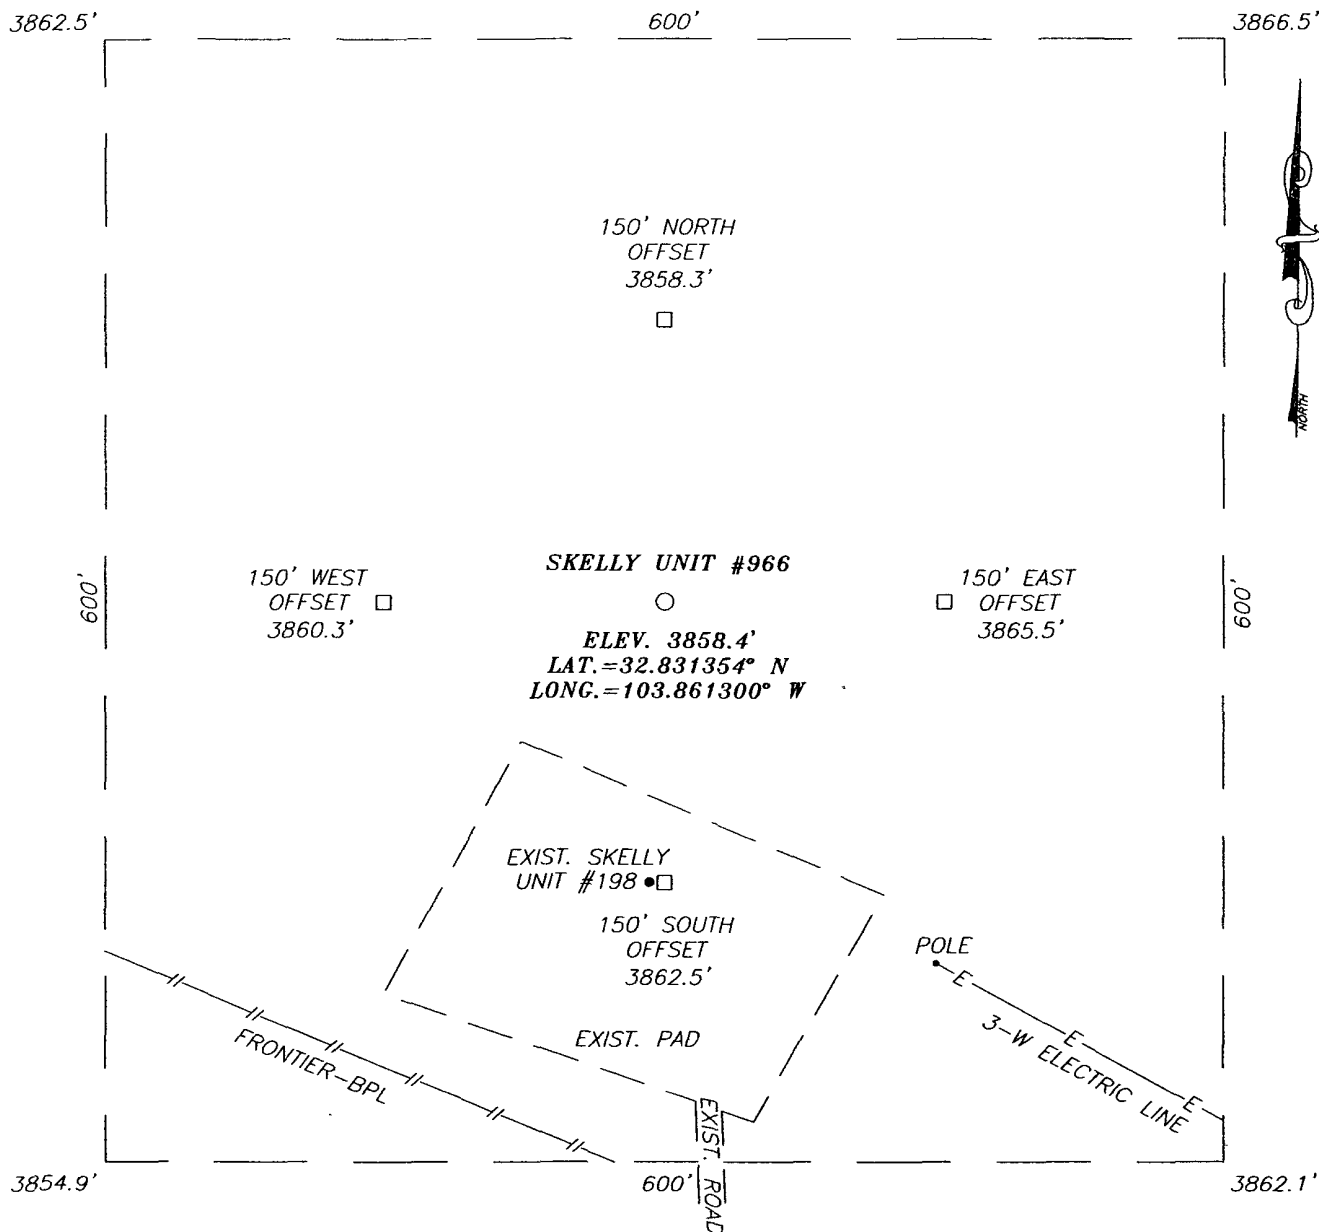 3862.5'
600'
3866.5'
150' NORTH
OFFSET
3858.3'
NORTH
600'
150' WEST
OFFSET
3860.3'
SKELLY UNIT #966
ELEV. 3858.4'
LAT.=32.831354° N
LONG.=103.861300° W
150' EAST
OFFSET
3865.5'
600'
EXIST. SKELLY
UNIT #198
150' SOUTH
OFFSET
3862.5'
EXIST. PAD
POLE
E
E
E
3-W ELECTRIC LINE
FRONTIER-BPL
EXIST. ROAD
3854.9'
600'
3862.1'